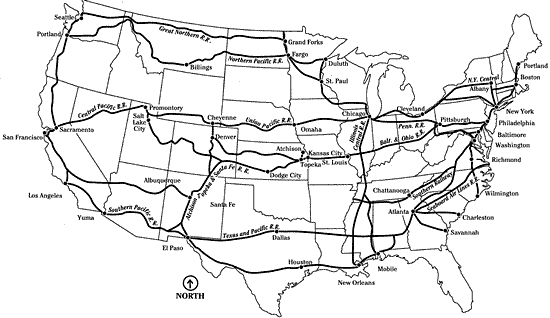 Seattle
Portland
Great Northern R.R.
Grand Forks
Northern Pacific R.R.
Fargo
Billings
Duluth
St. Paul
Portland
Boston
N.Y. Central
Albany
New York
Cleveland
Chicago
Pittsburgh
Penn. R.R.
Philadelphia
Baltimore
Washington
Balt. & Ohio R.R.
Illinois
Central R.R.
Central Pacific R.R.
Promontory
Salt
Lake
City
Cheyenne
Union Pacific R.R.
Omaha
Denver
San Francisco
Sacramento
Atchison
Kansas City
Topeka
St. Louis
Dodge City
Atchison Topeka & Santa Fe R.R.
Richmond
Los Angeles
Albuquerque
Santa Fe
Chattanooga
Southern Railway
Seaboard Air Lines R.R.
Wilmington
Yuma
Southern Pacific R.R.
Atlanta
Charleston
Savannah
Texas and Pacific R.R.
Dallas
El Paso
Houston
New Orleans
Mobile
NORTH